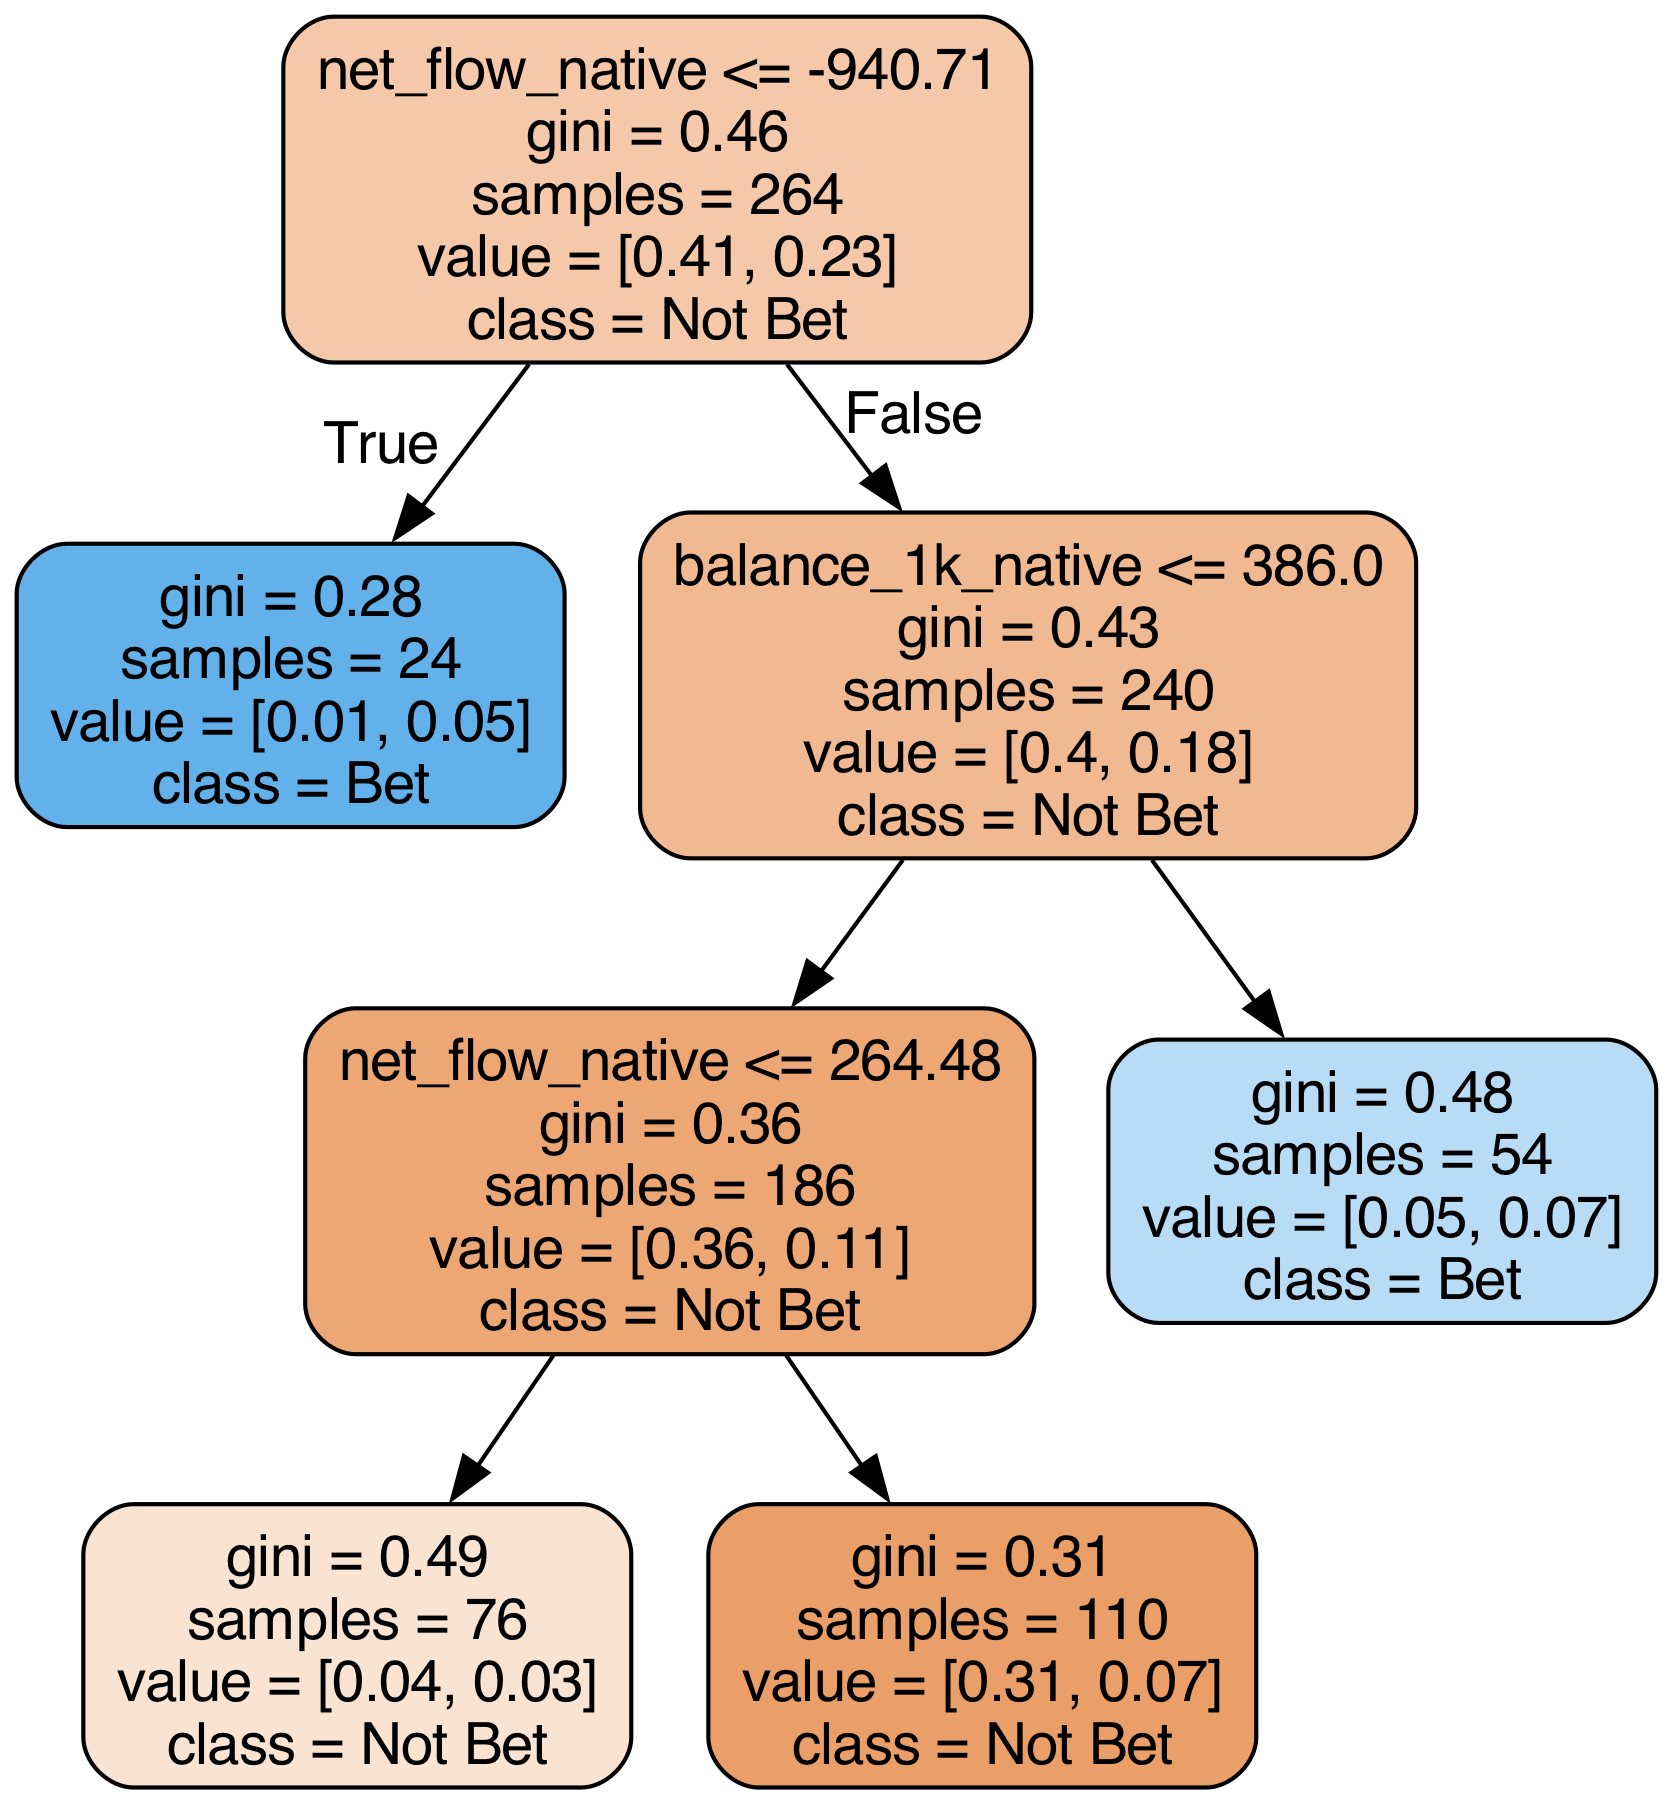 net_flow_native <= -940.71
gini = 0.46
samples = 264
value = [0.41, 0.23]
class = Not Bet
True
False
gini = 0.28
samples = 24
value = [0.01, 0.05]
class = Bet
balance_1k_native <= 386.0
gini = 0.43
samples = 240
value = [0.4, 0.18]
class = Not Bet
net_flow_native <= 264.48
gini = 0.36
samples = 186
value = [0.36, 0.11]
class = Not Bet
gini = 0.48
samples = 54
value = [0.05, 0.07]
class = Bet
gini = 0.49
samples = 76
value = [0.04, 0.03]
class = Not Bet
gini = 0.31
samples = 110
value = [0.31, 0.07]
class = Not Bet